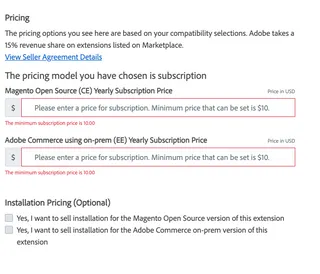 Pricing
The pricing options you see here are based on your compatibility selections. Adobe takes a
15% revenue share on extensions listed on Marketplace.
View Seller Agreement Details
The pricing model you have chosen is subscription
Magento Open Source (CE) Yearly Subscription Price Price in USD
$ Please enter a price for subscription. Minimum price that can be set is $10.
The minimum subscription price is 10.00
Adobe Commerce using on-prem (EE) Yearly Subscription Price Price in USD
$ Please enter a price for subscription. Minimum price that can be set is $10.
The minimum subscription price is 10.00
Installation Pricing (Optional)
Yes, I want to sell installation for the Magento Open Source version of this extension
Yes, I want to sell installation for the Adobe Commerce on-prem version of this
extension